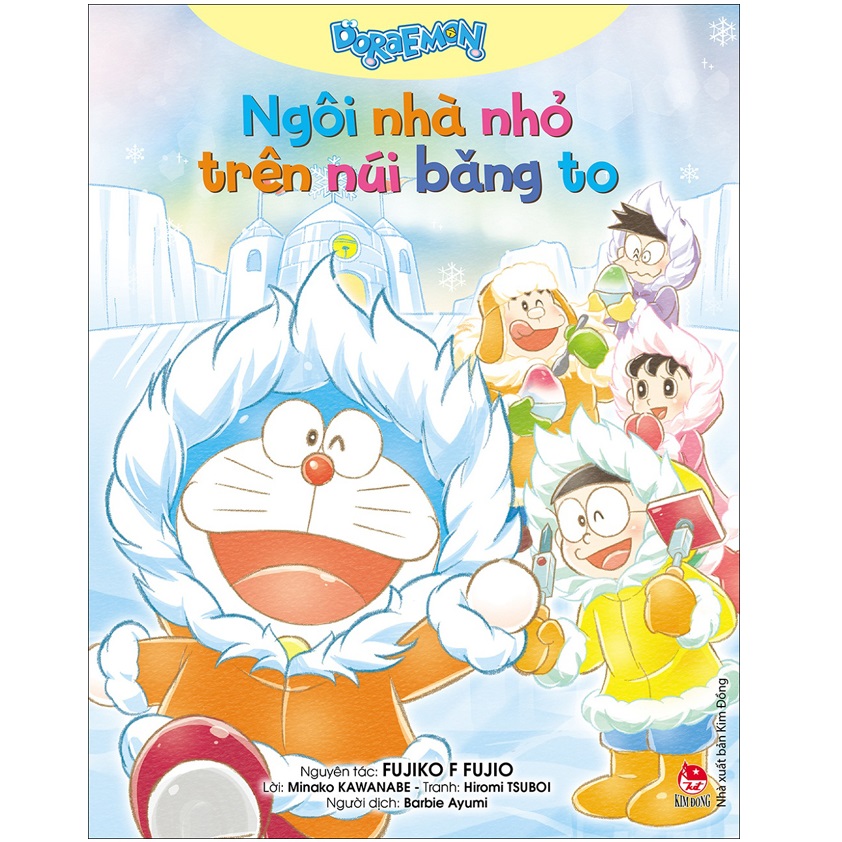 DORAEMON
Ngôi nhà nhỏ
trên núi băng to
Nguyên tác: FUJIKO F FUJIO
Lời: Minako KAWANABE - Tranh: Hiromi TSUBOI
Người dịch: Barbie Ayumi
Nhà xuất bản Kim Đồng
KIM ĐỒNG